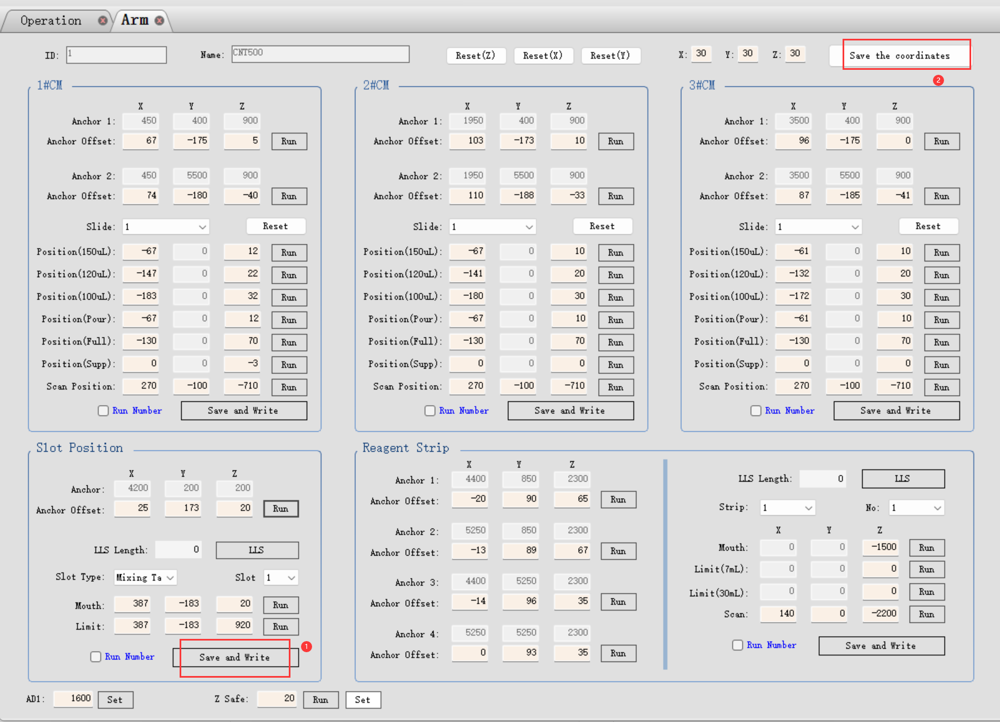 Operation Arm
ID: 1 Name: CNT500 Reset(Z) Reset(X) Reset(Y) X: 30 Y: 30 Z: 30 Save the coordinates
2
1#CM
X Y Z
Anchor 1: 450 400 900
Anchor Offset: 67 -175 5 Run
Anchor 2: 450 5500 900
Anchor Offset: 74 -180 -40 Run
Slide: 1 Reset
Position(150uL): -67 0 12 Run
Position(120uL): -147 0 22 Run
Position(100uL): -183 0 32 Run
Position(Pour): -67 0 12 Run
Position(Full): -130 0 70 Run
Position(Supp): 0 0 -3 Run
Scan Position: 270 -100 -710 Run
Run Number Save and Write
2#CM
X Y Z
Anchor 1: 1950 400 900
Anchor Offset: 103 -173 10 Run
Anchor 2: 1950 5500 900
Anchor Offset: 110 -188 -33 Run
Slide: 1 Reset
Position(150uL): -67 0 10 Run
Position(120uL): -141 0 20 Run
Position(100uL): -180 0 30 Run
Position(Pour): -67 0 10 Run
Position(Full): -130 0 70 Run
Position(Supp): 0 0 0 Run
Scan Position: 270 -100 -710 Run
Run Number Save and Write
3#CM
X Y Z
Anchor 1: 3500 400 900
Anchor Offset: 96 -175 0 Run
Anchor 2: 3500 5500 900
Anchor Offset: 87 -185 -41 Run
Slide: 1 Reset
Position(150uL): -61 0 10 Run
Position(120uL): -132 0 20 Run
Position(100uL): -172 0 30 Run
Position(Pour): -61 0 10 Run
Position(Full): -130 0 70 Run
Position(Supp): 0 0 0 Run
Scan Position: 270 -100 -710 Run
Run Number Save and Write
Slot Position
X Y Z
Anchor: 4200 200 200
Anchor Offset: 25 173 20 Run
LLS Length: 0 LLS
Slot Type: Mixing Ta Slot 1
Mouth: 387 -183 20 Run
Limit: 387 -183 920 Run
Run Number Save and Write 1
Reagent Strip
X Y Z
Anchor 1: 4400 850 2300
Anchor Offset: -20 90 65 Run
Anchor 2: 5250 850 2300
Anchor Offset: -13 89 67 Run
Anchor 3: 4400 5250 2300
Anchor Offset: -14 96 35 Run
Anchor 4: 5250 5250 2300
Anchor Offset: 0 93 35 Run
LLS Length: 0 LLS
Strip: 1 No: 1
X Y Z
Mouth: 0 0 -1500 Run
Limit(7mL): 0 0 0 Run
Limit(30mL): 0 0 0 Run
Scan: 140 0 -2200 Run
Run Number Save and Write
AD1: 1600 Set Z Safe: 20 Run Set